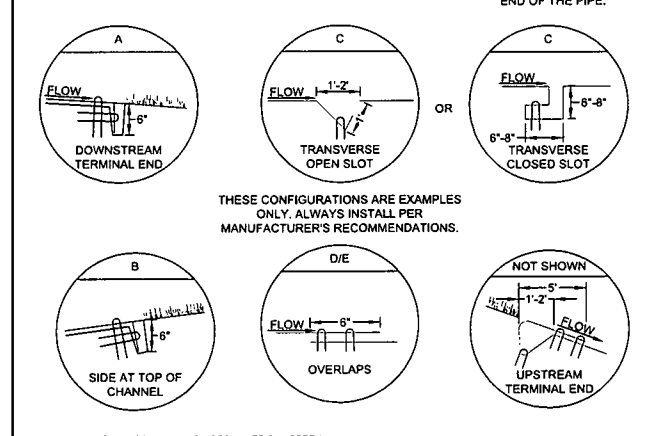 END OF THE PIPE.
A
FLOW
6"
DOWNSTREAM
TERMINAL END
C
1'-2'
FLOW
TRANSVERSE
OPEN SLOT
OR
C
FLOW
6"-8"
6"-8"
TRANSVERSE
CLOSED SLOT
THESE CONFIGURATIONS ARE EXAMPLES
ONLY. ALWAYS INSTALL PER
MANUFACTURER'S RECOMMENDATIONS.
B
6"
SIDE AT TOP OF
CHANNEL
D/E
FLOW
6"
OVERLAPS
NOT SHOWN
5'
1'-2'
FLOW
UPSTREAM
TERMINAL END